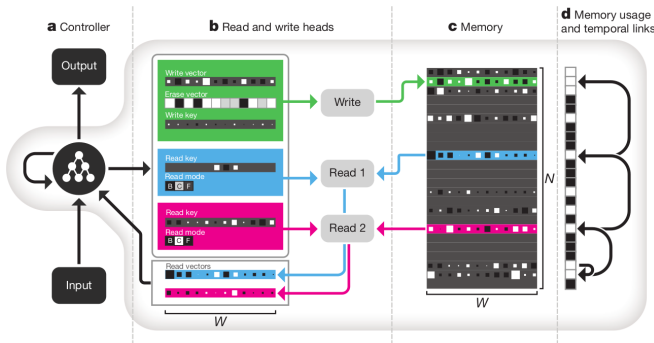 a Controller
b Read and write heads
c Memory
d Memory usage
and temporal links
Output
Input
Write vector
Erase vector
Write key
Read key
Read mode
B C F
Read key
Read mode
B C F
Read vectors
W
Write
Read 1
Read 2
N
W